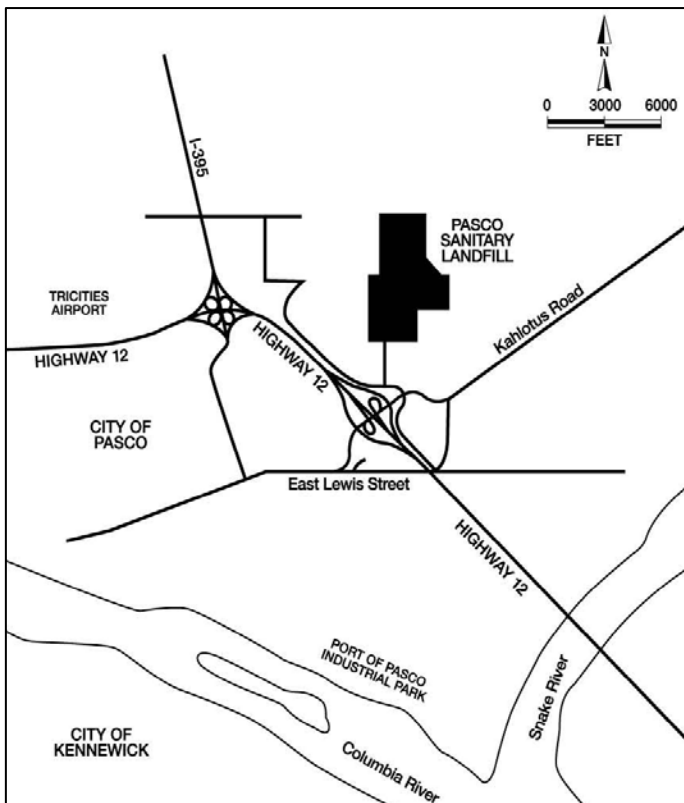 N
0 3000 6000
FEET
I-395
PASCO
SANITARY
LANDFILL
TRICITIES
AIRPORT
Kahlotus Road
HIGHWAY 12
HIGHWAY 12
CITY OF
PASCO
East Lewis Street
HIGHWAY 12
PORT OF PASCO
INDUSTRIAL PARK
Snake River
CITY OF
KENNEWICK
Columbia River